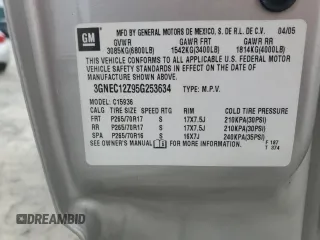 GM
MFD BY GENERAL MOTORS DE MEXICO, S. DE R.L. DE C.V. 04/05
GVWR GAWR FRT GAWR RR
3085KG(6800LB) 1542KG(3400LB) 1814KG(4000LB)
THIS VEHICLE CONFORMS TO ALL APPLICABLE U.S. FEDERAL MOTOR
VEHICLE SAFETY STANDARDS IN EFFECT ON THE DATE OF
MANUFACTURE SHOWN ABOVE.
3GNEC12Z95G253634 TYPE: M.P.V.
MODEL: C15936
TIRE SIZE SPEED RTG RIM COLD TIRE PRESSURE
FRT P265/70R17 S 17X7.5J 210KPA(30PSI)
RR P265/70R17 S 17X7.5J 210KPA(30PSI)
SPA P265/70R16 S 16X7J 240KPA(35PSI)
SEE OWNER'S MANUAL FOR MORE INFORMATION.
F 187
T 374
DREAMBID